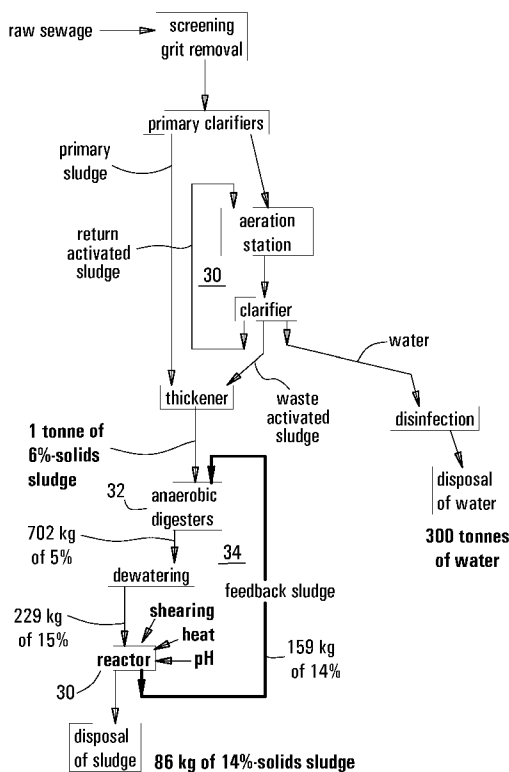 raw sewage
screening
grit removal
primary clarifiers
primary
sludge
return
activated
sludge
30
aeration
station
clarifier
water
thickener
waste
activated
sludge
disinfection
1 tonne of
6%-solids
sludge
disposal
of water
300 tonnes
of water
32
anaerobic
digesters
702 kg
of 5%
34
dewatering
feedback sludge
229 kg
of 15%
shearing
heat
pH
reactor
30
159 kg
of 14%
disposal
of sludge
86 kg of 14%-solids sludge